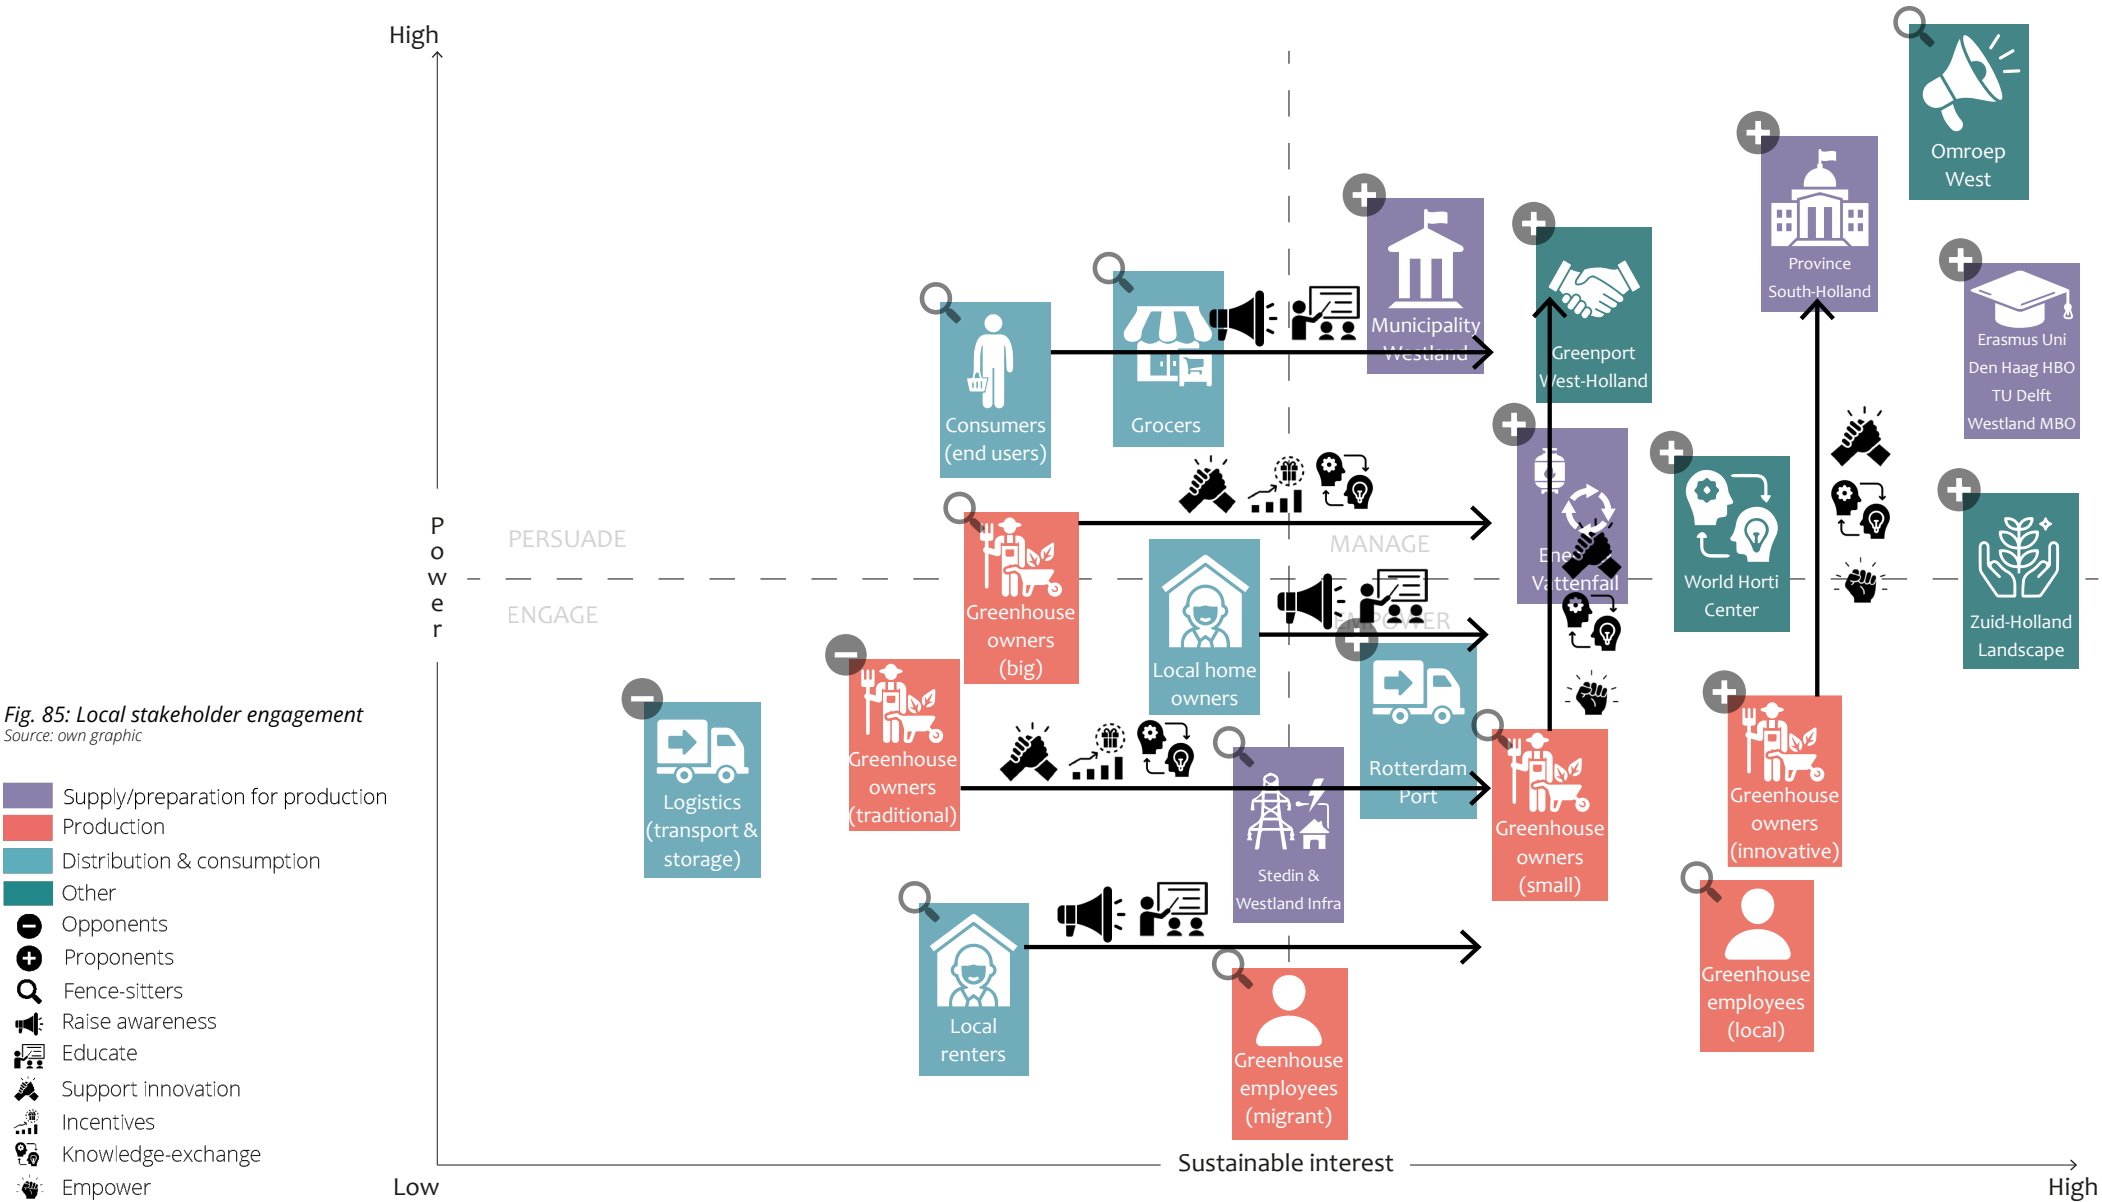 High
Omroep
West
Province
South-Holland
Municipality
Westland
Greenport
West-Holland
Erasmus Uni
Den Haag HBO
TU Delft
Westland MBO
Consumers
(end users)
Grocers
P
o
w
e
r
PERSUADE
MANAGE
ENGAGE
EMPOWER
Vattenfall
World Horti
Center
Zuid-Holland
Landscape
Greenhouse
owners
(big)
Local home
owners
Greenhouse
owners
(traditional)
Logistics
(transport &
storage)
Rotterdam
Port
Greenhouse
owners
(small)
Greenhouse
owners
(innovative)
Stedin &
Westland Infra
Local
renters
Greenhouse
employees
(migrant)
Greenhouse
employees
(local)
Fig. 85: Local stakeholder engagement
Source: own graphic
Supply/preparation for production
Production
Distribution & consumption
Other
Opponents
Proponents
Fence-sitters
Raise awareness
Educate
Support innovation
Incentives
Knowledge-exchange
Empower
Low
Sustainable interest
High